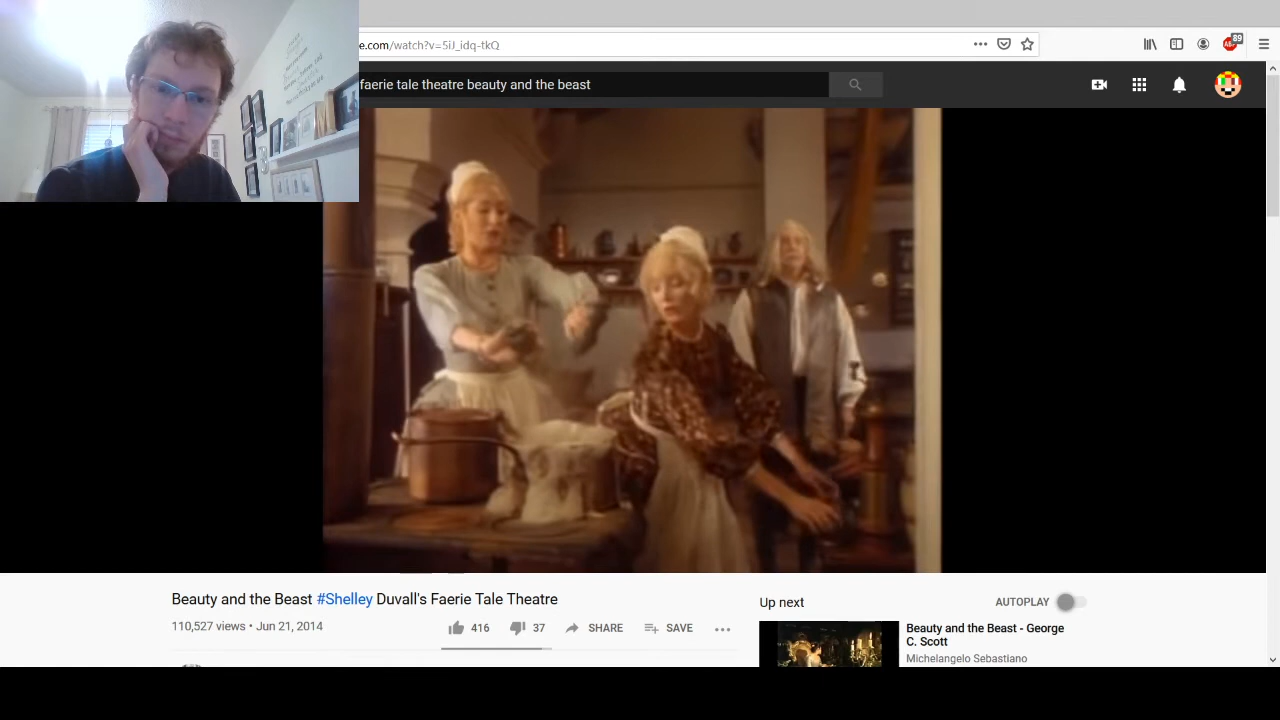 e.com/watch?v=5iJ_idq-tkQ
89
faerie tale theatre beauty and the beast
Beauty and the Beast #Shelley Duvall's Faerie Tale Theatre
110,527 views • Jun 21, 2014
416
37
SHARE
SAVE
Up next
AUTOPLAY
Beauty and the Beast - George
C. Scott
Michelangelo Sebastiano